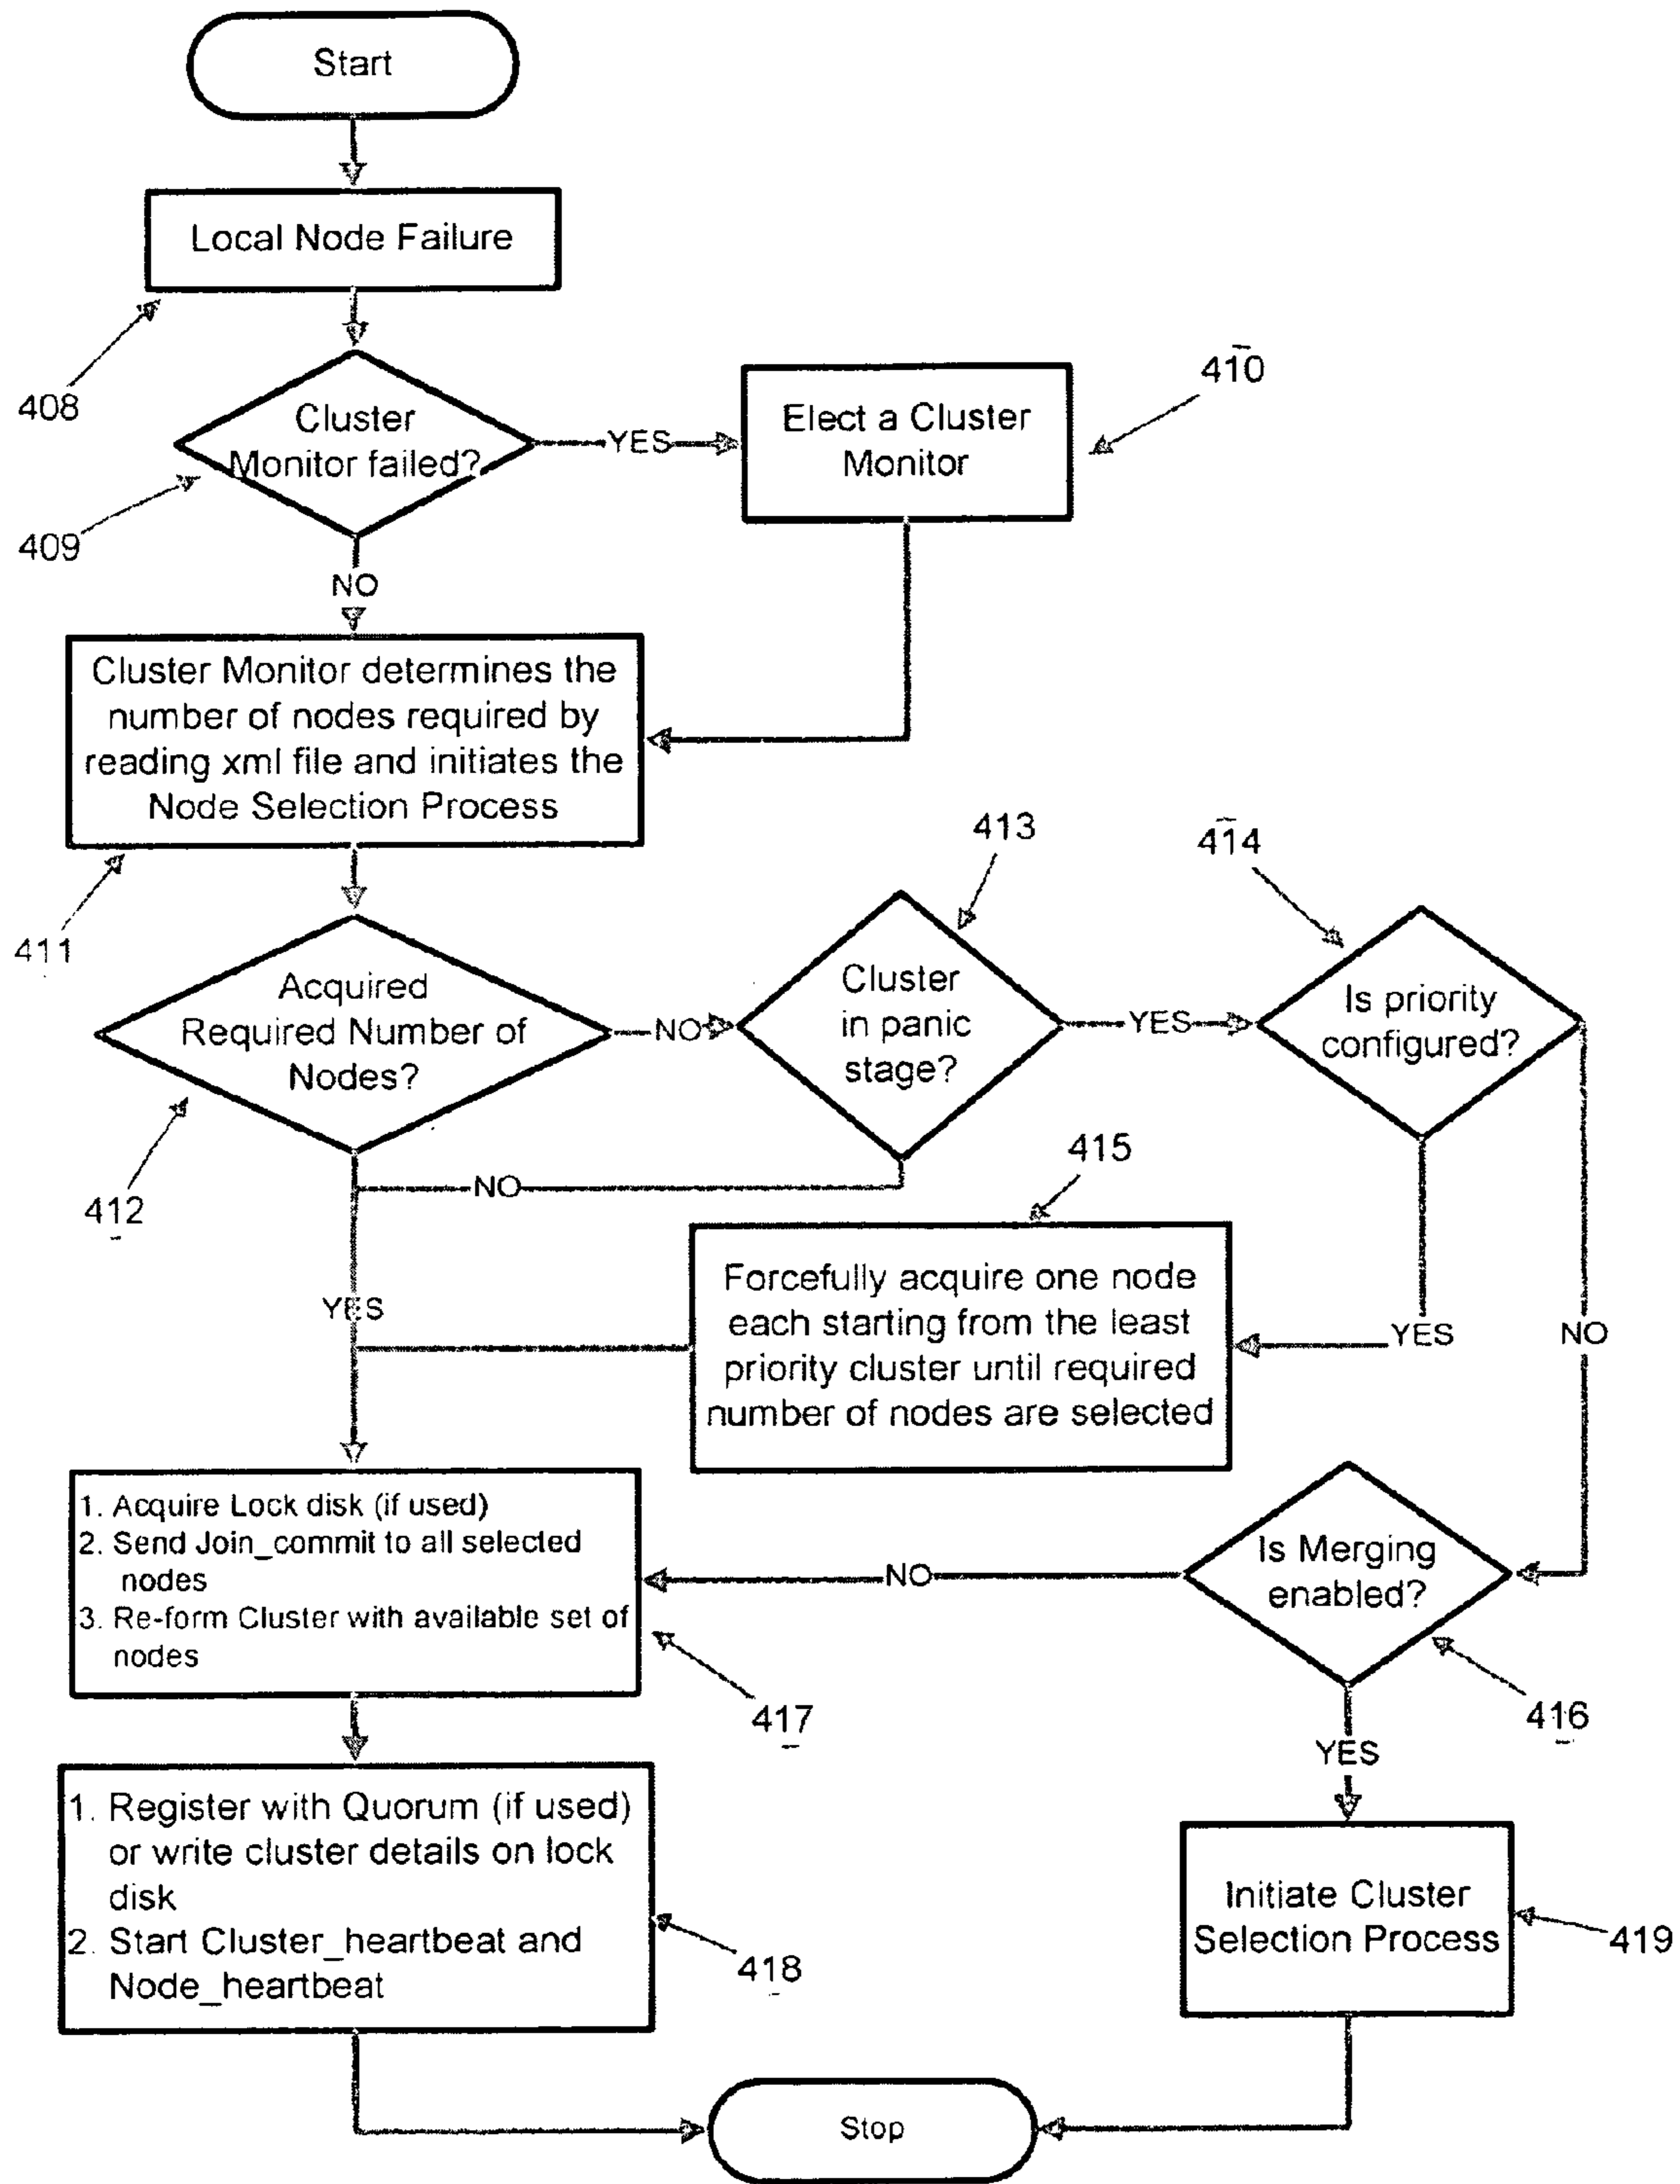 Start
Local Node Failure
408
Cluster
Monitor failed?
409
YES
Elect a Cluster
Monitor
410
NO
Cluster Monitor determines the
number of nodes required by
reading xml file and initiates the
Node Selection Process
411
Acquired
Required Number of
Nodes?
412
NO
Cluster
in panic
stage?
413
YES
Is priority
configured?
414
NO
YES
415
Forcefully acquire one node
each starting from the least
priority cluster until required
number of nodes are selected
YES
NO
1. Acquire Lock disk (if used)
2. Send Join_commit to all selected
nodes
3. Re-form Cluster with available set of
nodes
417
NO
Is Merging
enabled?
416
YES
1. Register with Quorum (if used)
or write cluster details on lock
disk
2. Start Cluster_heartbeat and
Node_heartbeat
418
Initiate Cluster
Selection Process
419
Stop